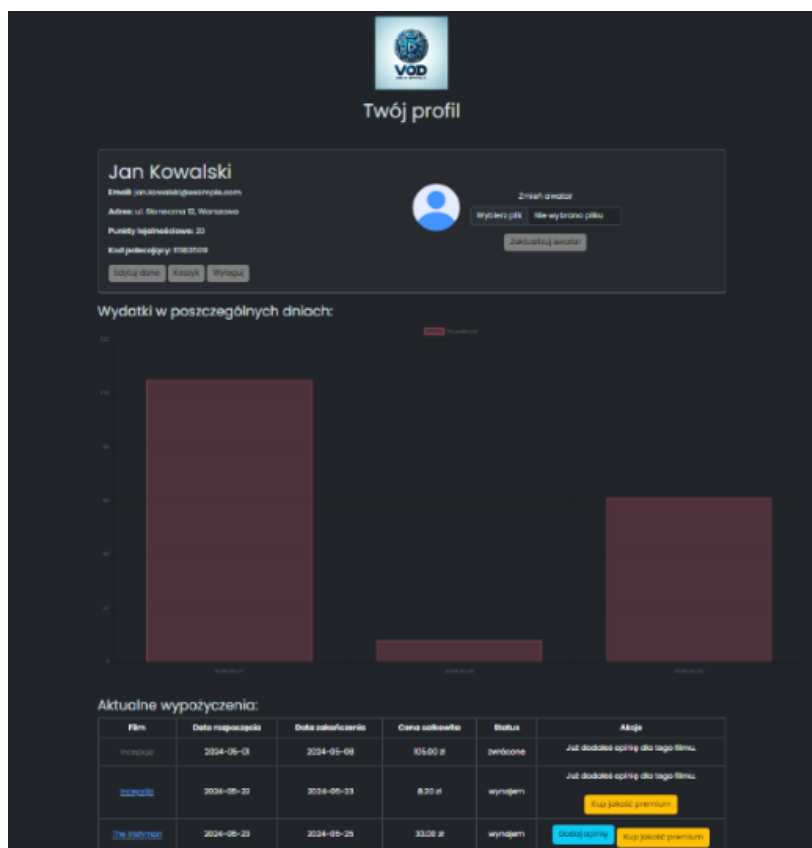 VOD
Twój profil
Jan Kowalski
Email: jan.kowalski@example.com
Adres: ul. Słoneczna 12, Warszawa
Punkty lojalnościowe: 20
Kod polecający:
Edytuj dane Koszyk Wyloguj
Zmień awatar
Wybierz plik Nie wybrano pliku
Zaktualizuj awatar
Wydatki w poszczególnych dniach:
Aktualne wypożyczenia:
Film Data rozpoczęcia Data zakończenia Cena całkowita Status Akcje
Incepcja 2024-05-01 2024-05-08 105.00 zł zwrócone Już dodałeś opinię dla tego filmu.
Incepcja 2024-05-22 2024-05-23 8.20 zł wynajem Już dodałeś opinię dla tego filmu.
Kup jakość premium
The Irishman 2024-05-23 2024-05-25 wynajem Dodaj opinię Kup jakość premium